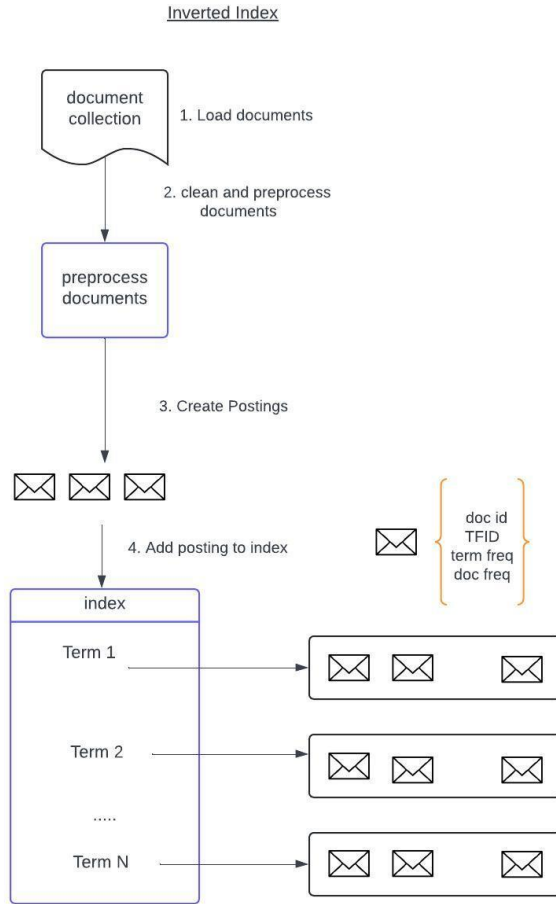 Inverted Index
document
collection
1. Load documents
2. clean and preprocess
documents
preprocess
documents
3. Create Postings
doc id
TFID
term freq
doc freq
4. Add posting to index
index
Term 1
Term 2
.....
Term N